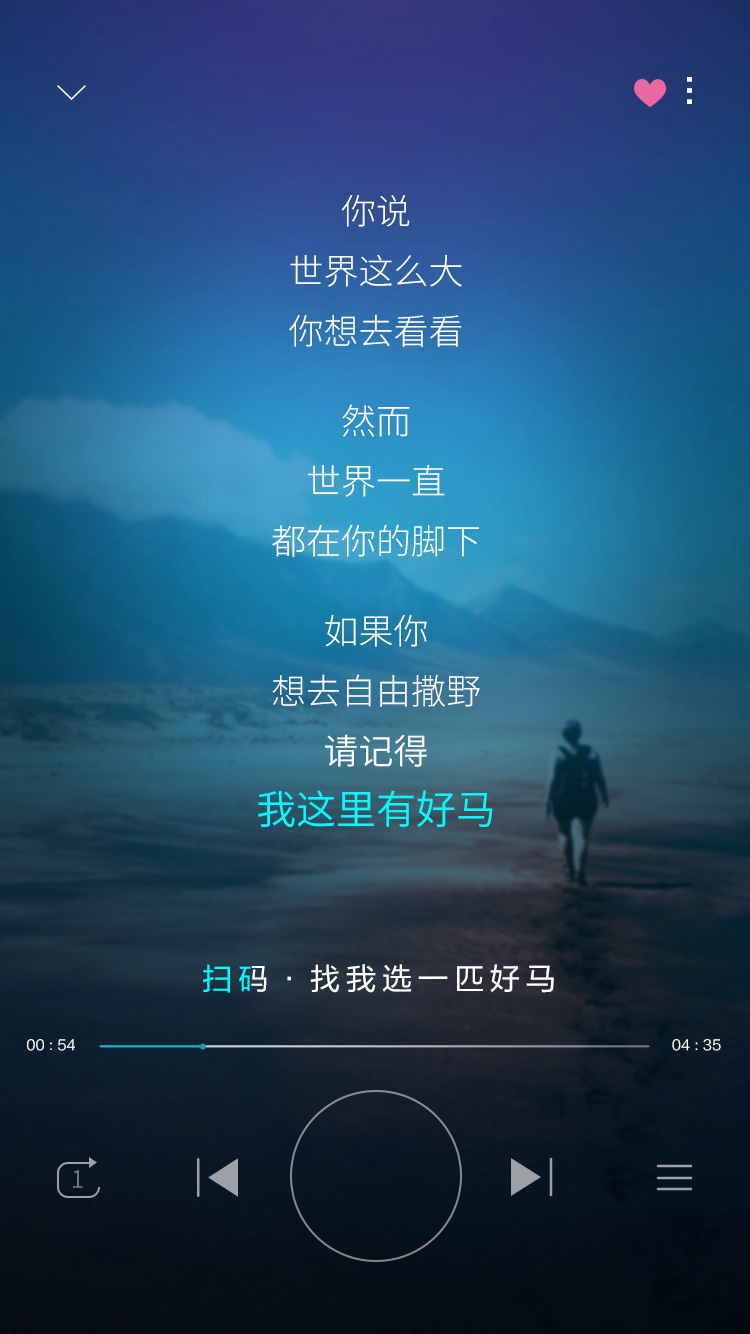 你说
世界这么大
你想去看看
然而
世界一直
都在你的脚下
如果你
想去自由撒野
请记得
我这里有好马
扫码 · 找我选一匹好马
00 : 54
04 : 35
1